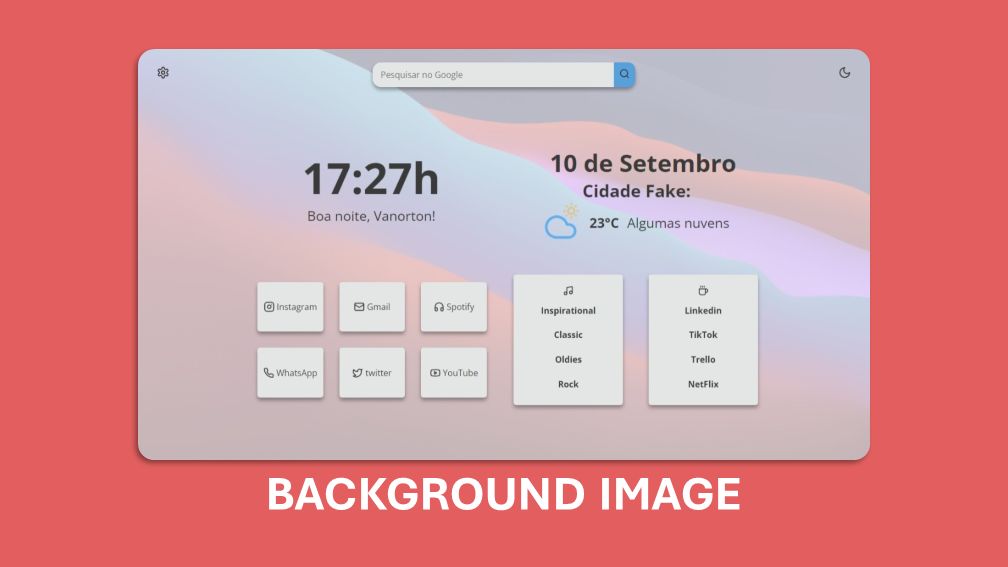 Pesquisar no Google
17:27h
Boa noite, Vanorton!
10 de Setembro
Cidade Fake:
23ºC Algumas nuvens
Instagram
Gmail
Spotify
WhatsApp
twitter
YouTube
Inspirational
Classic
Oldies
Rock
Linkedin
TikTok
Trello
NetFlix
BACKGROUND IMAGE